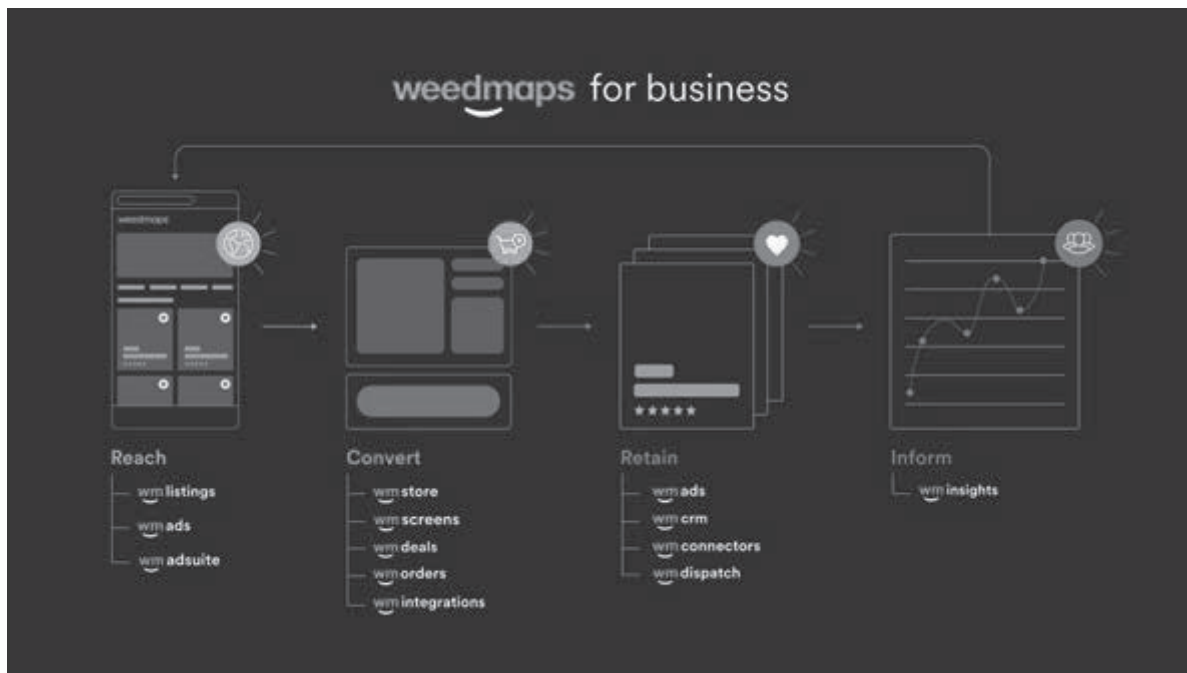 weedmaps for business
weedmaps
Reach
wm listings
wm ads
wm adsuite
Convert
wm store
wm screens
wm deals
wm orders
wm integrations
Retain
wm ads
wm crm
wm connectors
wm dispatch
Inform
wm insights